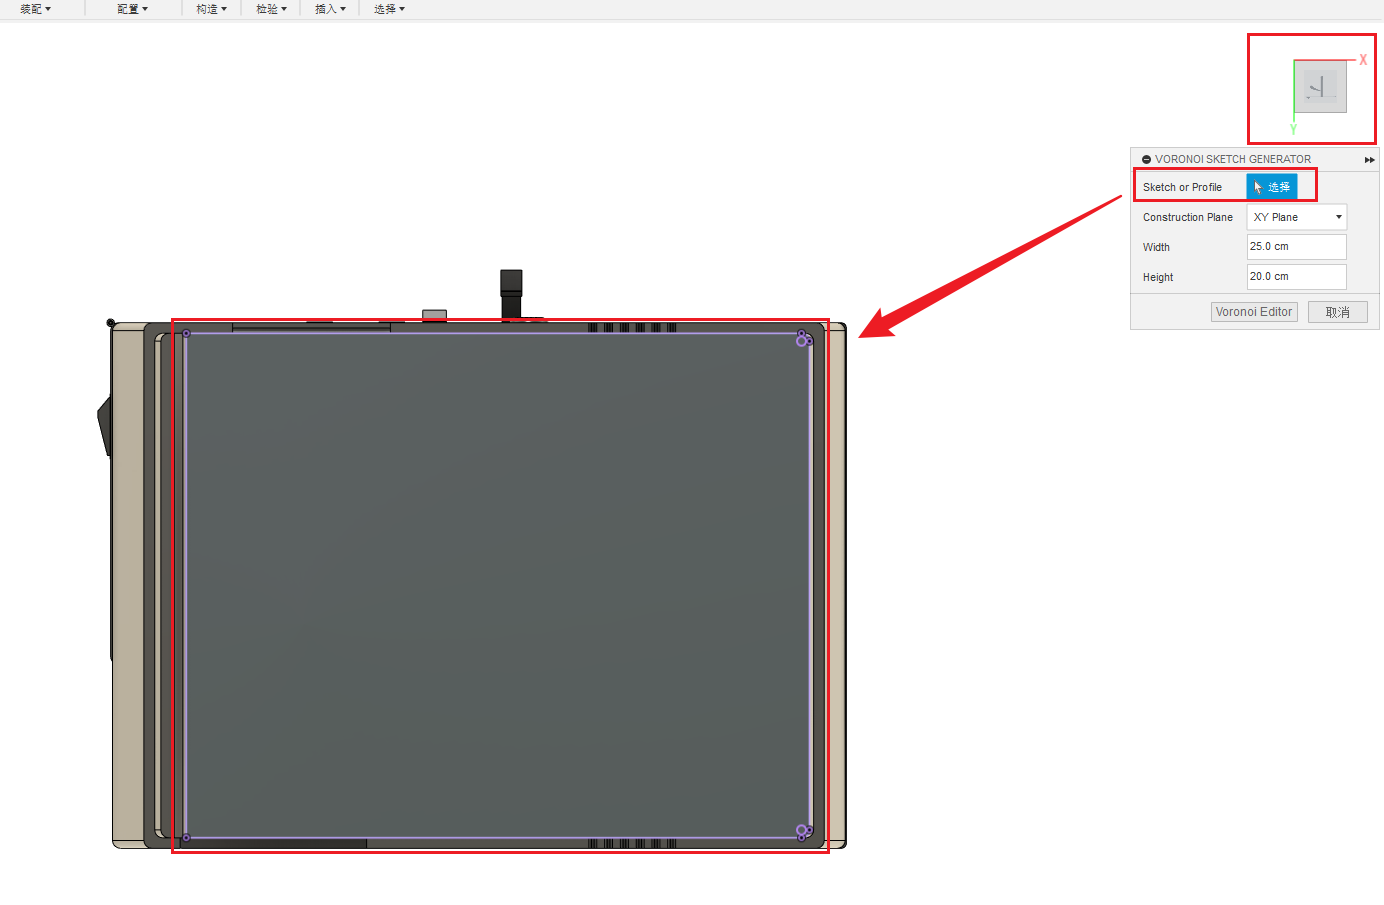 装配 配置 构造 检验 插入 选择
X
下
Y
VORONOI SKETCH GENERATOR
Sketch or Profile 选择
Construction Plane XY Plane
Width 25.0 cm
Height 20.0 cm
Voronoi Editor 取消